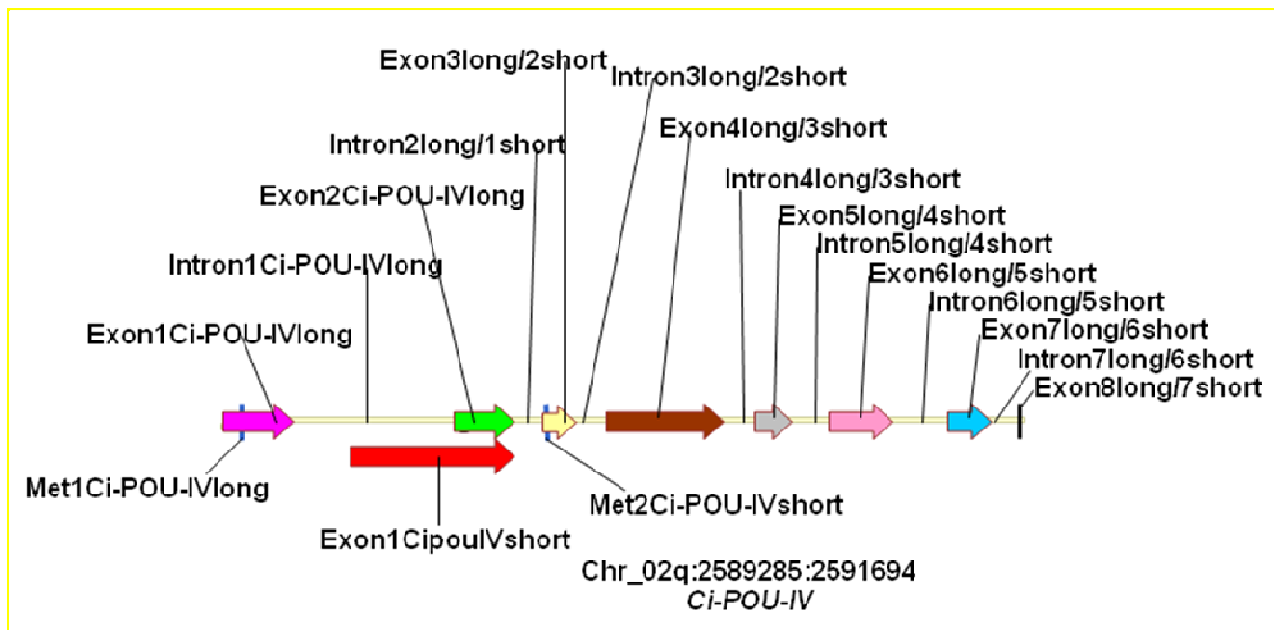 Exon3long/2short
Intron3long/2short
Exon4long/3short
Intron2long/1short
Intron4long/3short
Exon2Ci-POU-IVlong
Exon5long/4short
Intron5long/4short
Intron1Ci-POU-IVlong
Exon6long/5short
Intron6long/5short
Exon1Ci-POU-IVlong
Exon7long/6short
Intron7long/6short
Exon8long/7short
Met1Ci-POU-IVlong
Met2Ci-POU-IVshort
Exon1CipouIVshort
Chr_02q:2589285:2591694
Ci-POU-IV